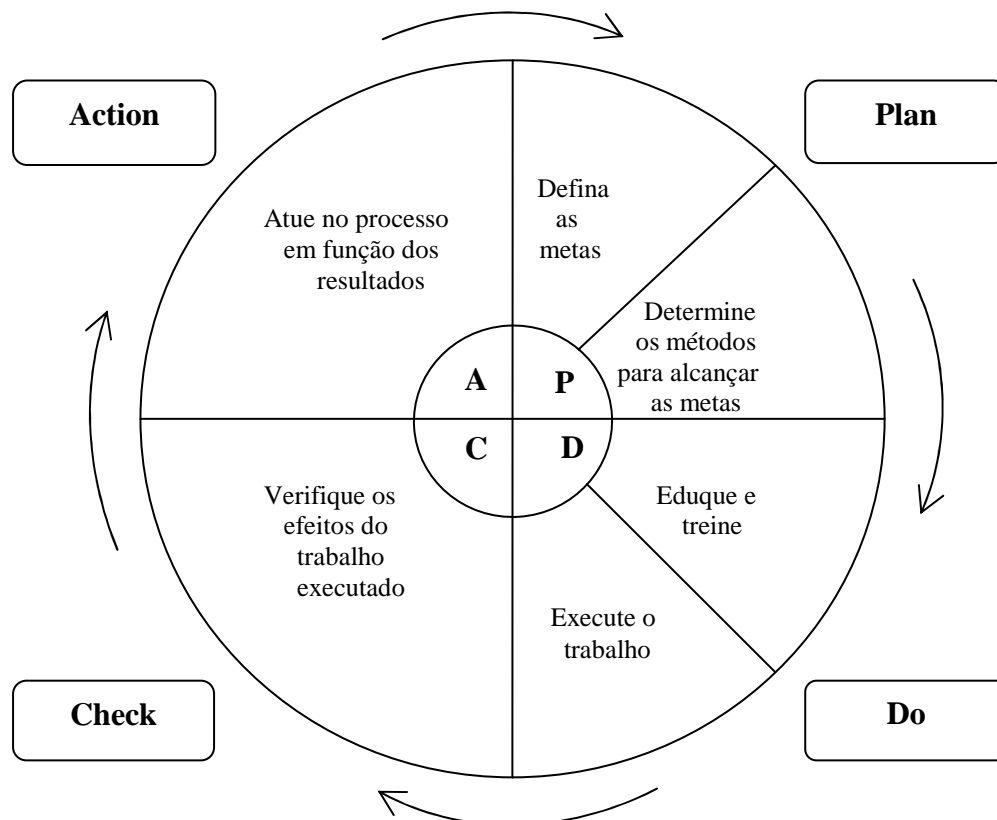 Action
Plan
Atue no processo
em função dos
resultados
Defina
as
metas
Determine
os métodos
para alcançar
as metas
A
P
C
D
Verifique os
efeitos do
trabalho
executado
Eduque e
treine
Execute o
trabalho
Check
Do